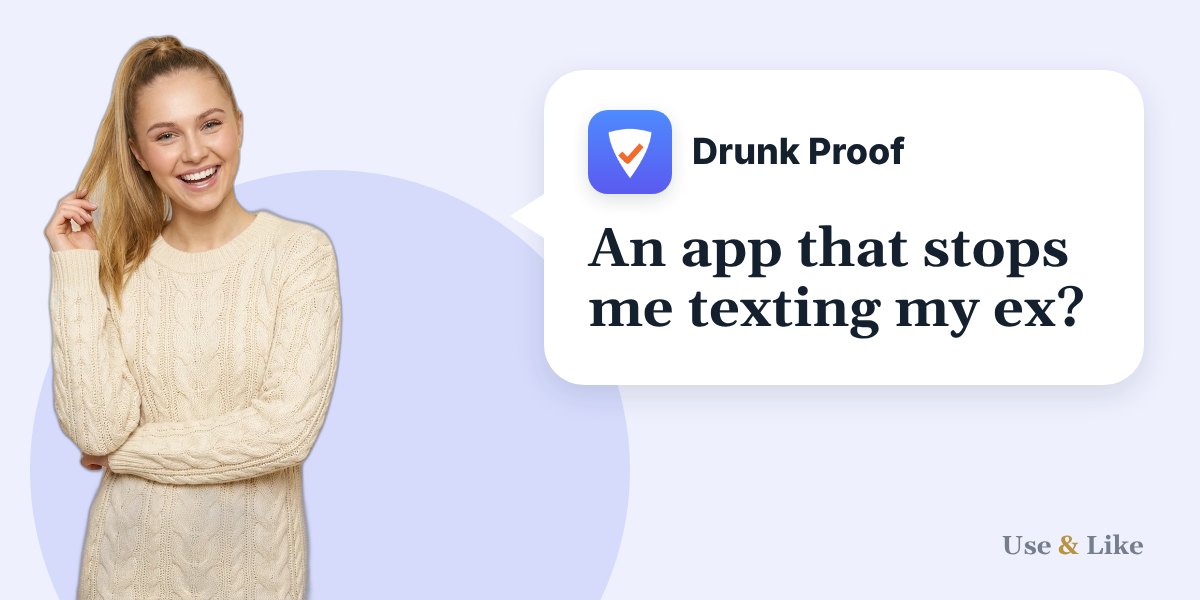 Drunk Proof
An app that stops
me texting my ex?
Use & Like